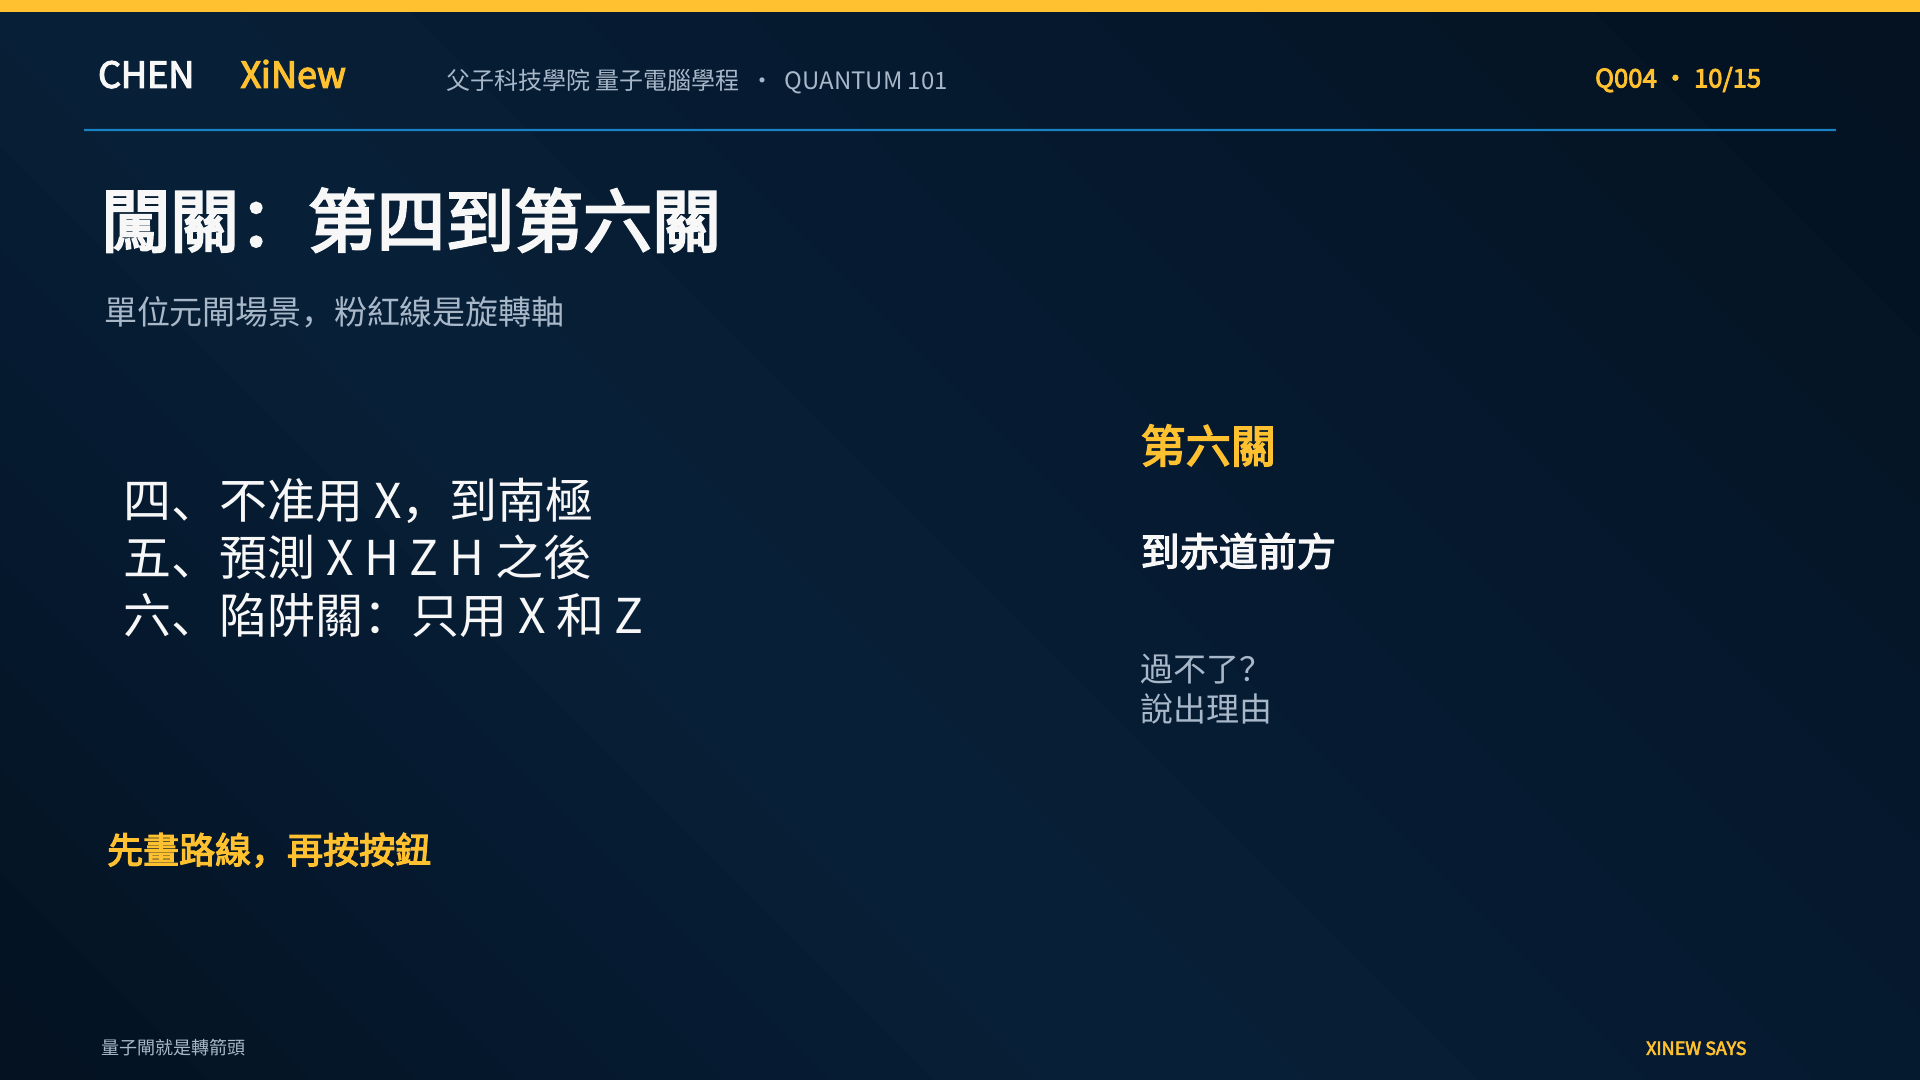 CHEN XiNew 父子科技學院 量子電腦學程 · QUANTUM 101 Q004 · 10/15
闖關：第四到第六關
單位元閘場景，粉紅線是旋轉軸
四、不准用 X，到南極
五、預測 X H Z H 之後
六、陷阱關：只用 X 和 Z
第六關
到赤道前方
過不了？
說出理由
先畫路線，再按按鈕
量子閘就是轉箭頭 XINEW SAYS